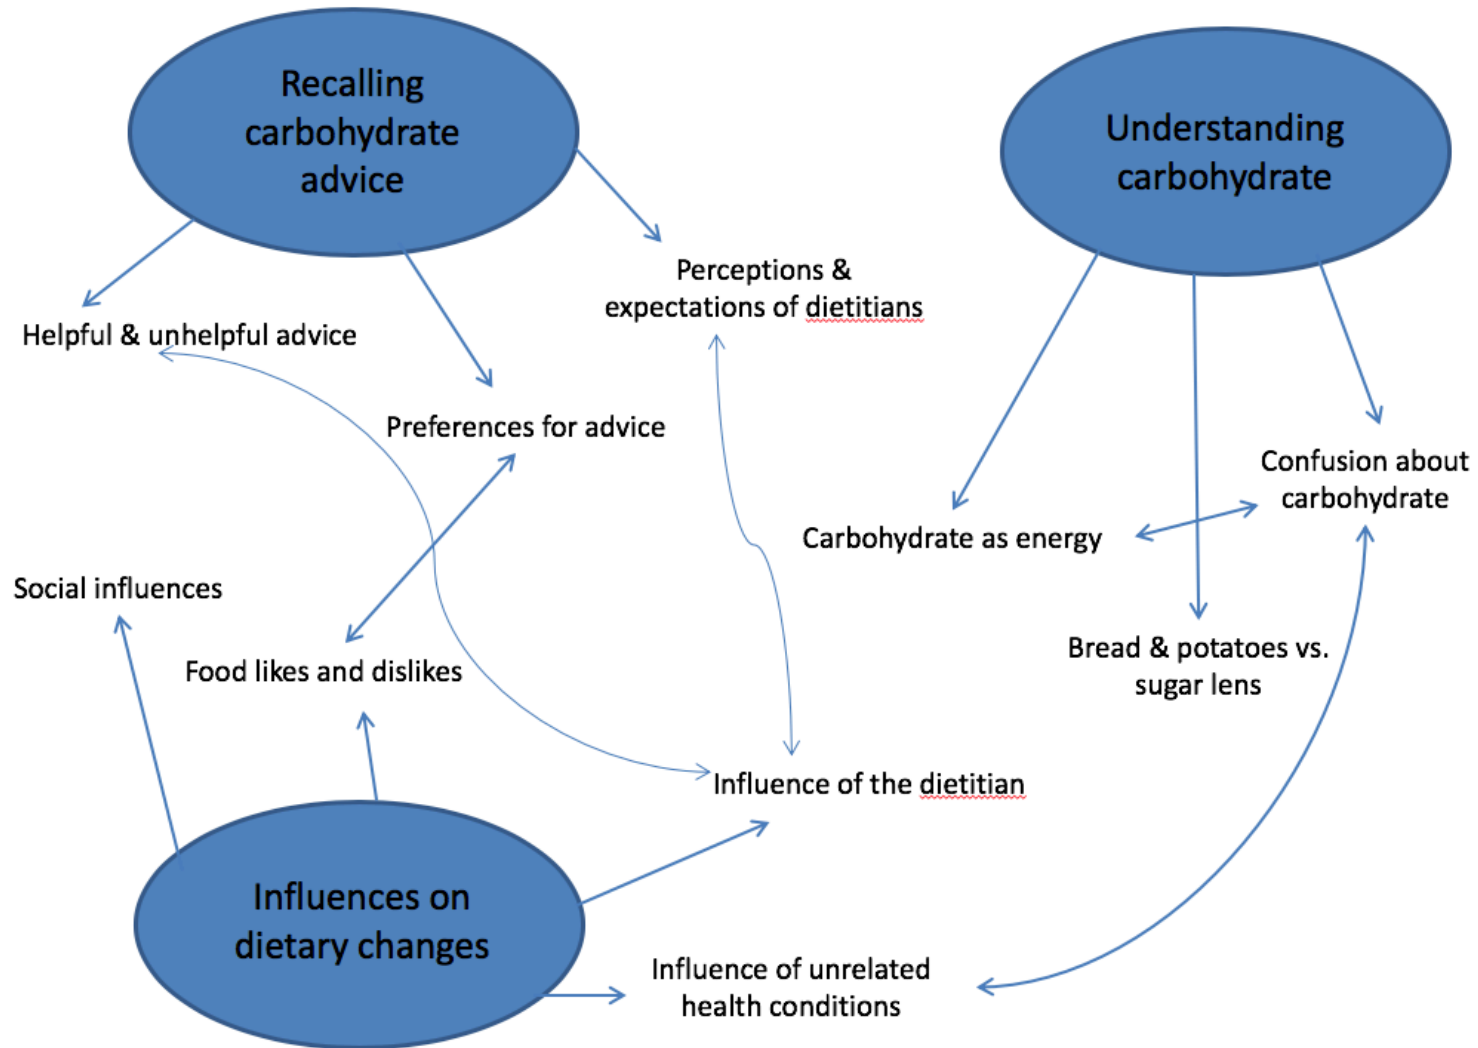 Recalling
carbohydrate
advice
Understanding
carbohydrate
Perceptions &
expectations of dietitians
Helpful & unhelpful advice
Preferences for advice
Confusion about
carbohydrate
Carbohydrate as energy
Social influences
Bread & potatoes vs.
sugar lens
Food likes and dislikes
Influence of the dietitian
Influences on
dietary changes
Influence of unrelated
health conditions